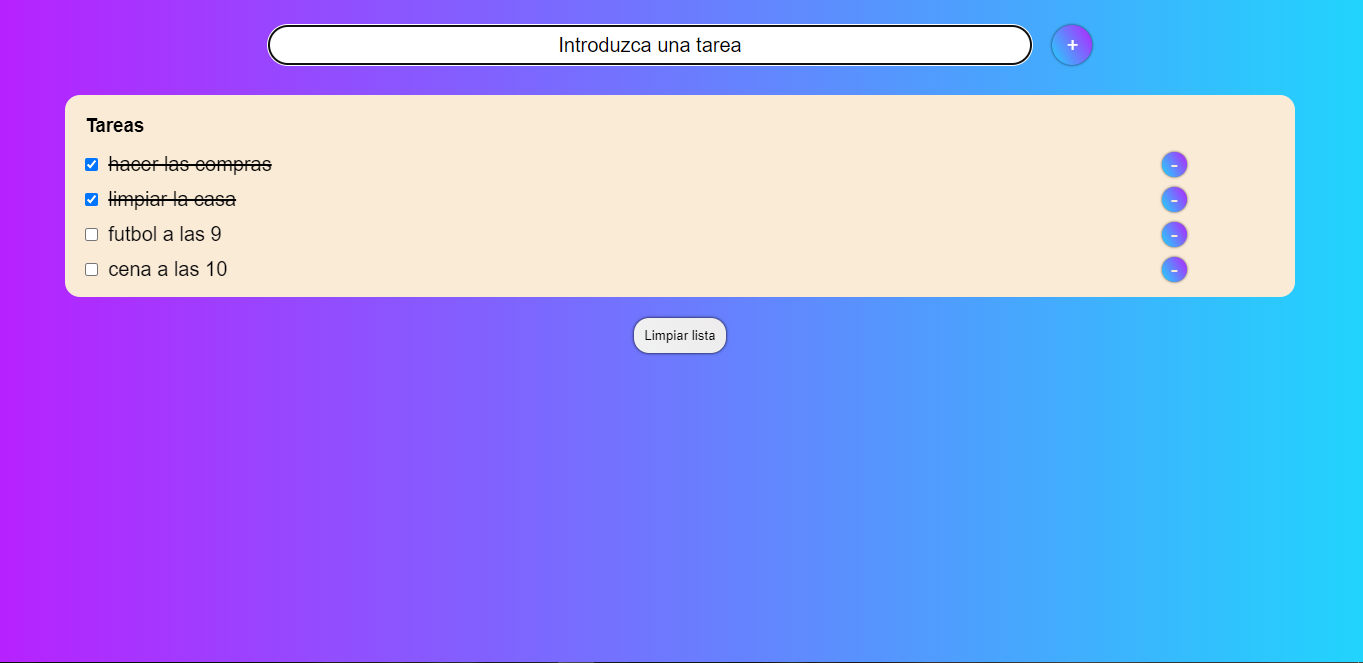 Introduzca una tarea
+
Tareas
hacer las compras
-
limpiar la casa
-
futbol a las 9
-
cena a las 10
-
Limpiar lista